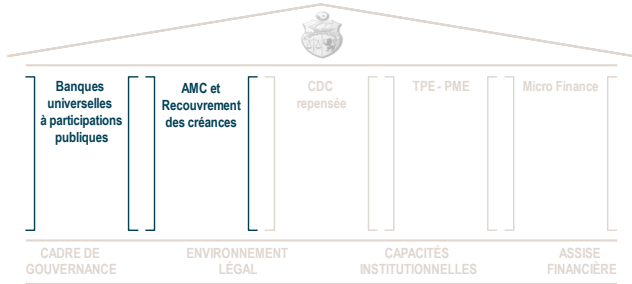 Banques
universelles
à participations
publiques
AMC et
Recouvrement
des créances
CDC
repensée
TPE - PME
Micro Finance
CADRE DE
GOUVERNANCE
ENVIRONNEMENT
LÉGAL
CAPACITÉS
INSTITUTIONNELLES
ASSISE
FINANCIÈRE